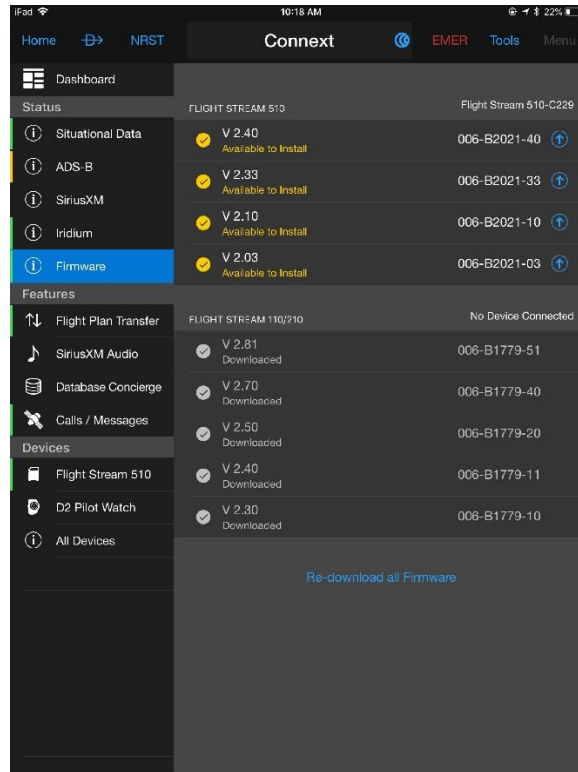 iPad 10:18 AM 22%
Home NRST Connext EMER Tools Menu
Dashboard
Status
Situational Data
ADS-B
SiriusXM
Iridium
Firmware
Features
Flight Plan Transfer
SiriusXM Audio
Database Concierge
Calls / Messages
Devices
Flight Stream 510
D2 Pilot Watch
All Devices
FLIGHT STREAM 510 Flight Stream 510-C229
V 2.40 006-B2021-40
Available to Install
V 2.33 006-B2021-33
Available to Install
V 2.10 006-B2021-10
Available to Install
V 2.03 006-B2021-03
Available to Install
FLIGHT STREAM 110/210 No Device Connected
V 2.81 006-B1779-51
Downloaded
V 2.70 006-B1779-40
Downloaded
V 2.50 006-B1779-20
Downloaded
V 2.40 006-B1779-11
Downloaded
V 2.30 006-B1779-10
Downloaded
Re-download all Firmware